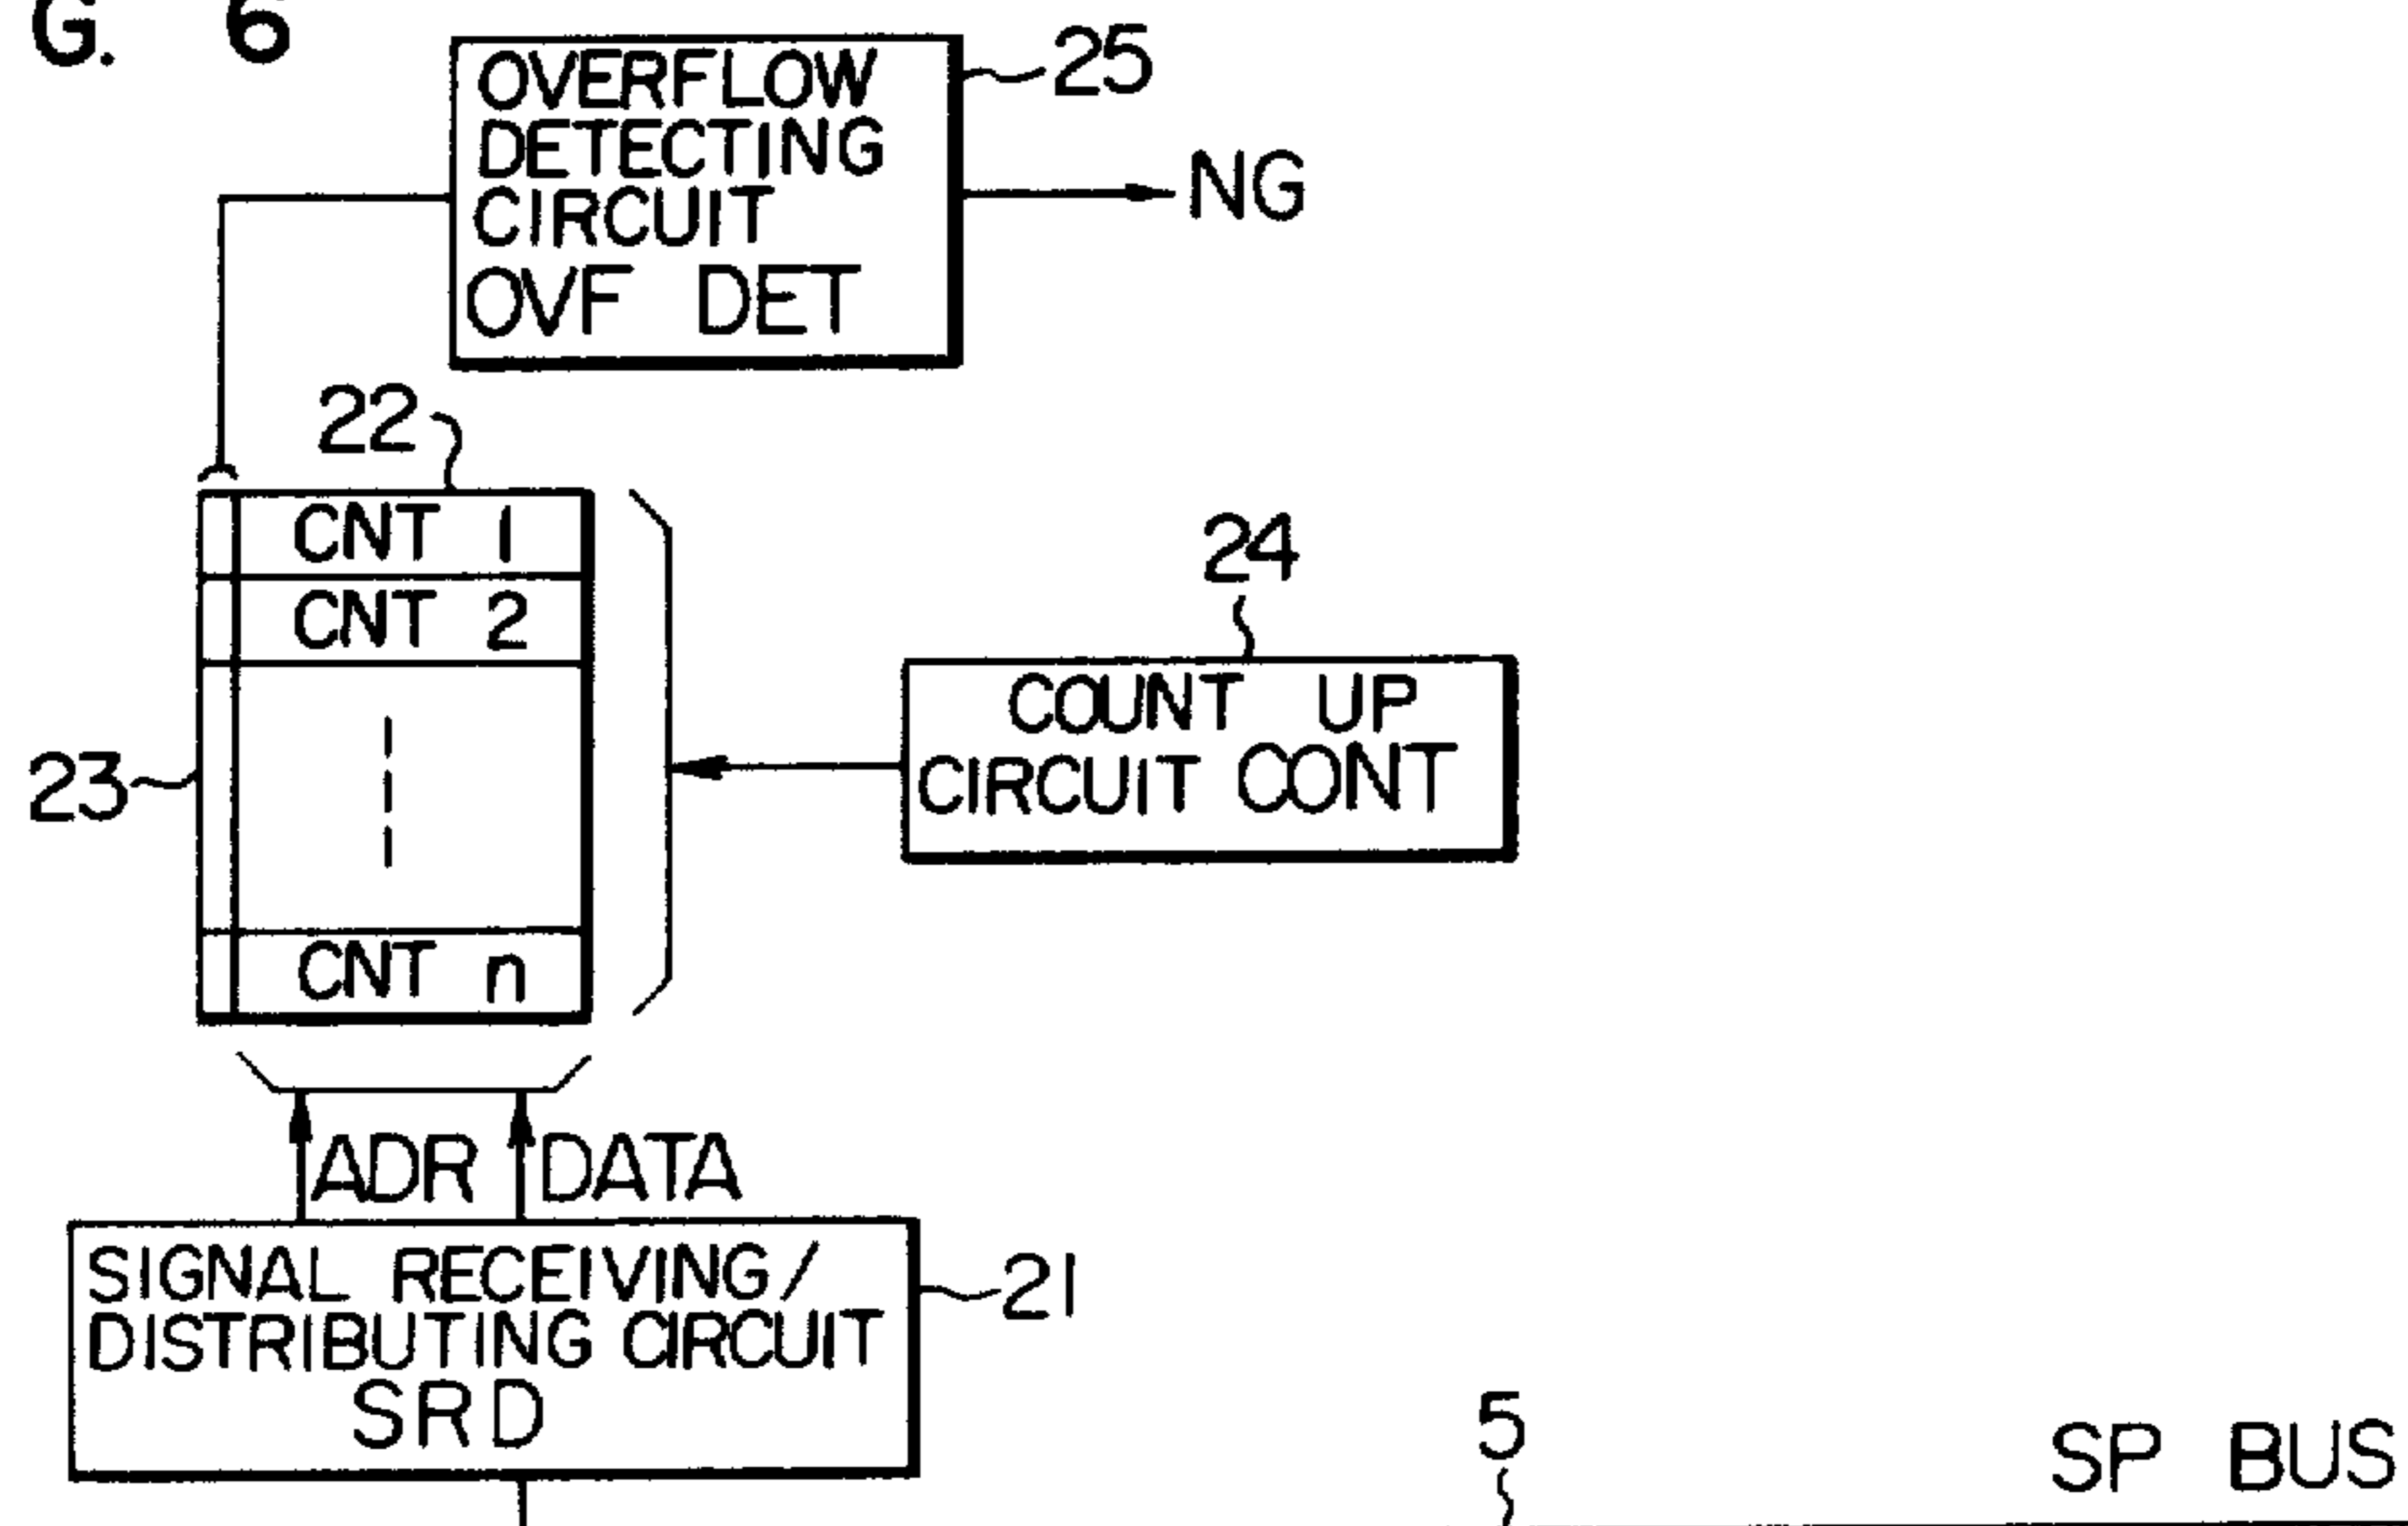 G. 6
OVERFLOW
DETECTING
CIRCUIT
OVF DET
25
NG
22
CNT 1
CNT 2
CNT n
23
24
COUNT UP
CIRCUIT CONT
ADR
DATA
SIGNAL RECEIVING/
DISTRIBUTING CIRCUIT
SRD
21
5
SP BUS